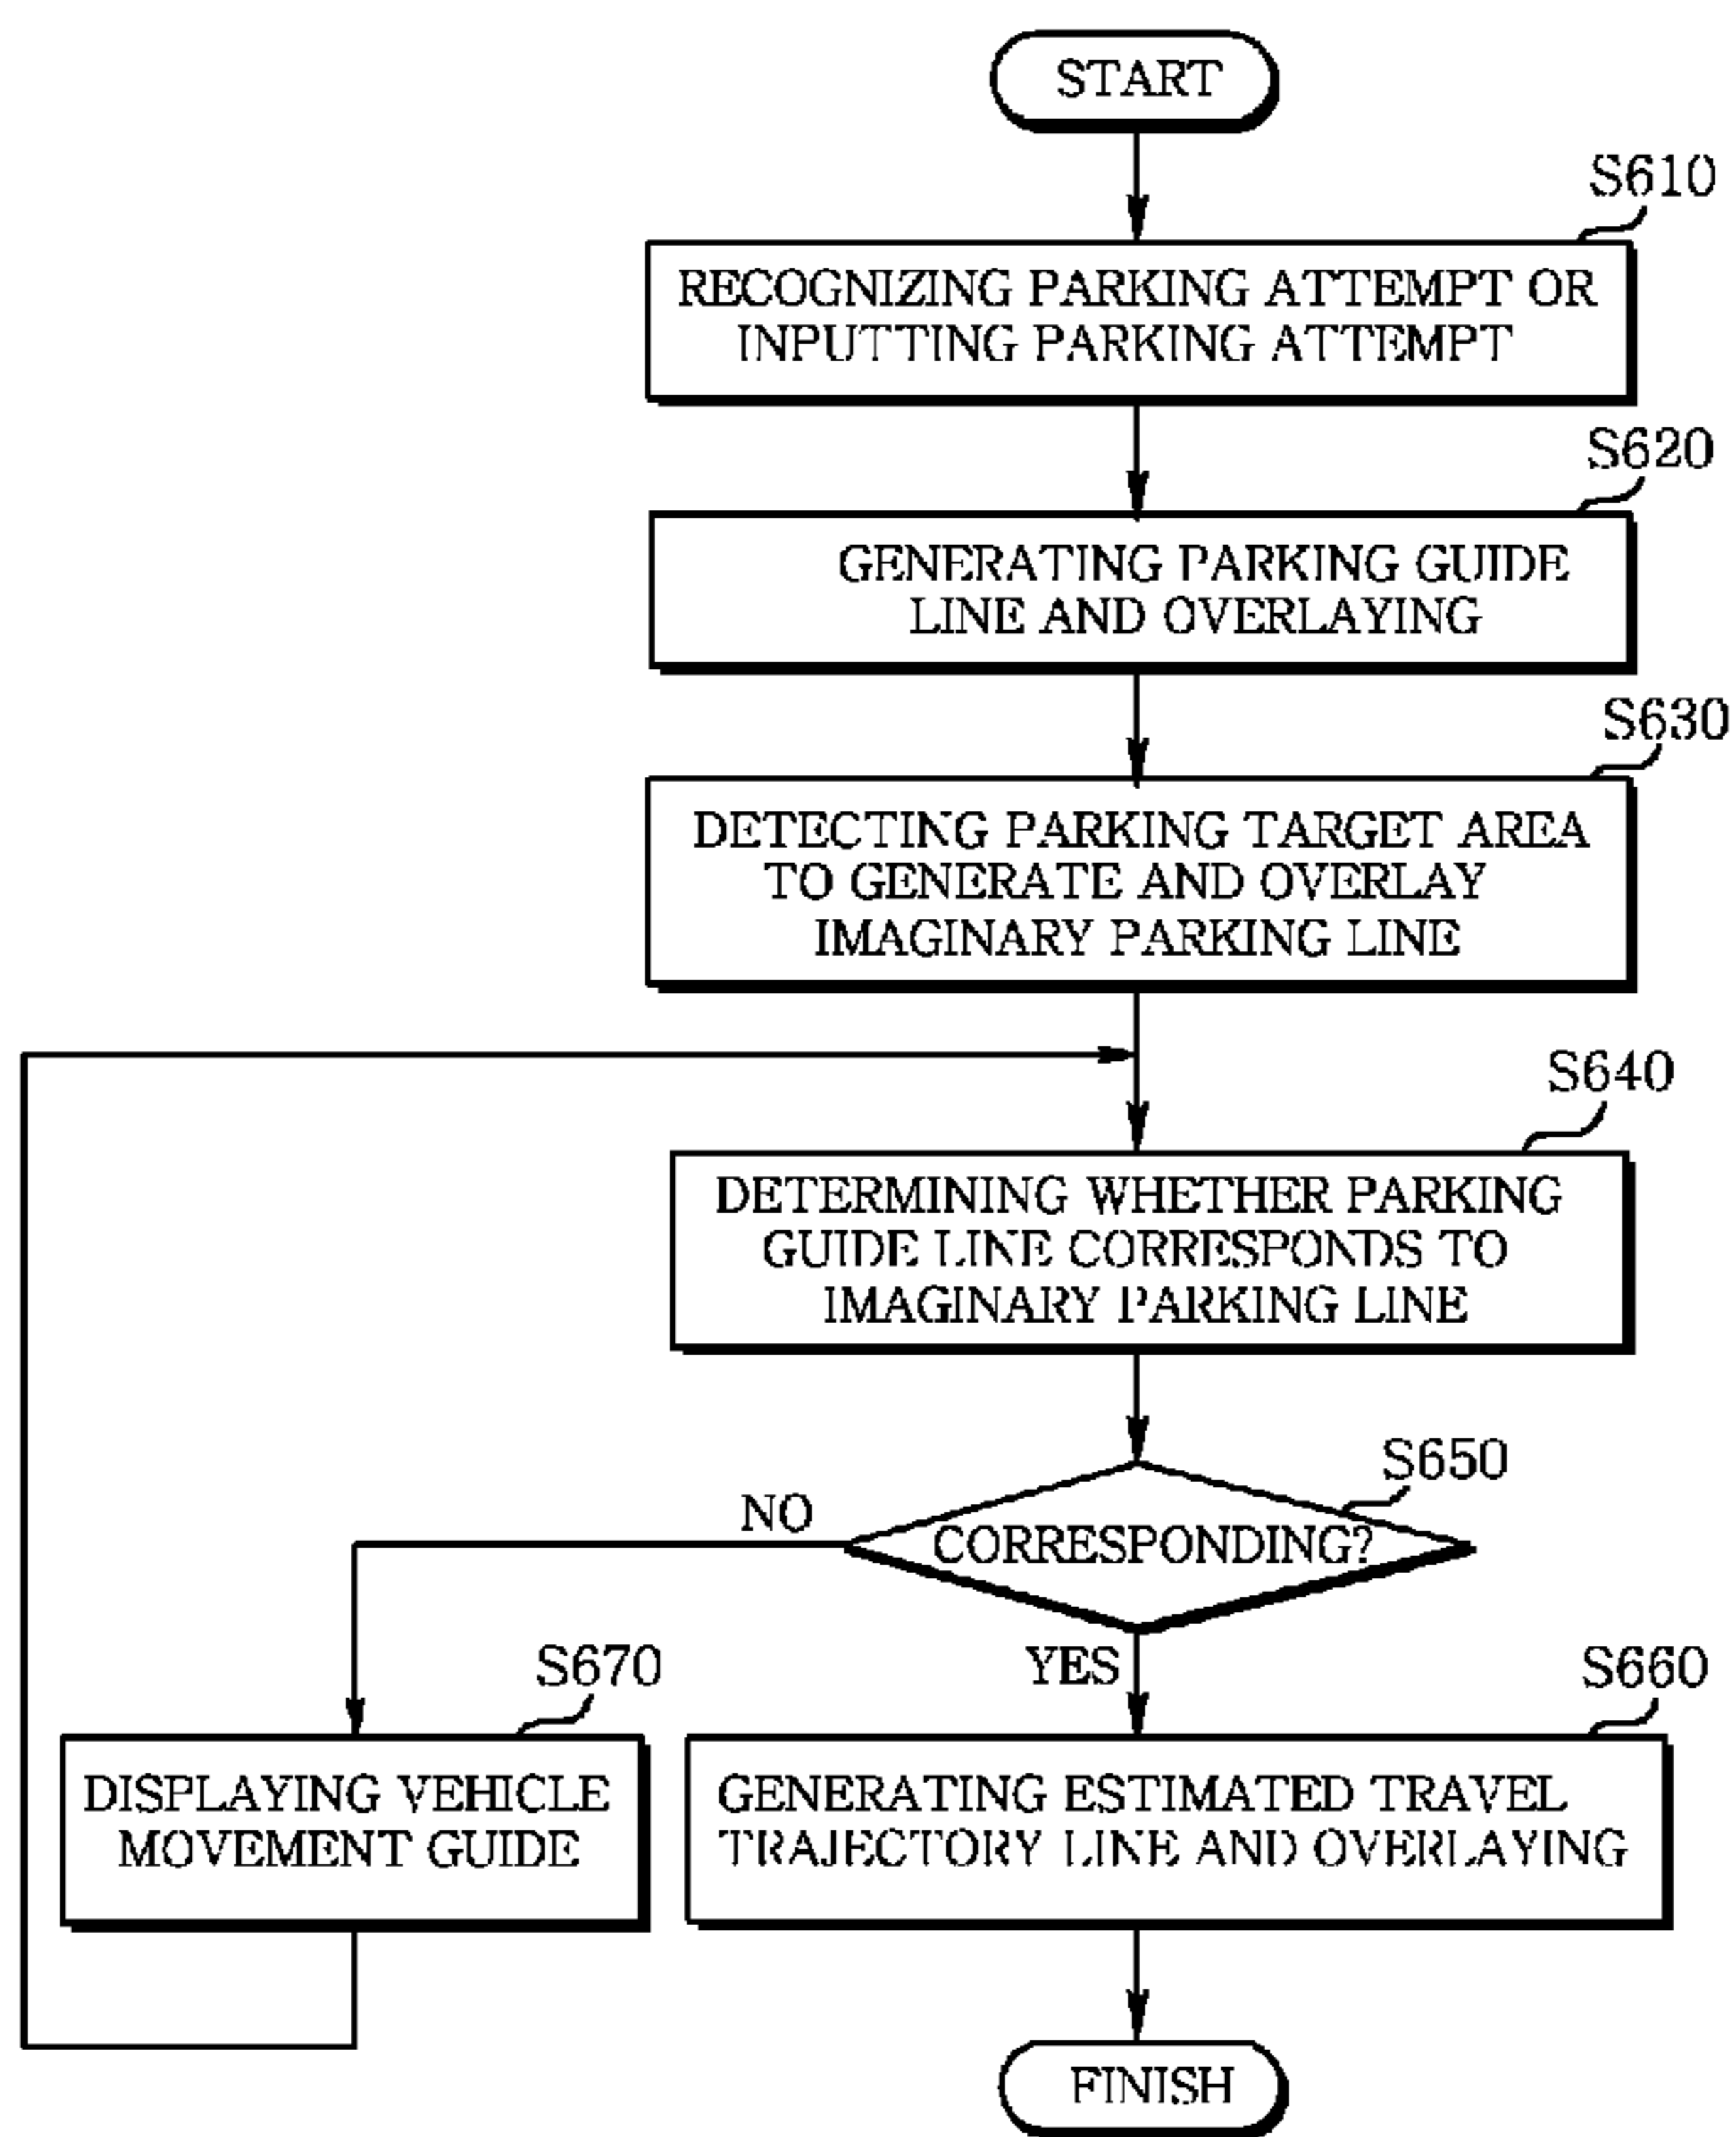 START
S610
RECOGNIZING PARKING ATTEMPT OR
INPUTTING PARKING ATTEMPT
S620
GENERATING PARKING GUIDE
LINE AND OVERLAYING
S630
DETECTING PARKING TARGET AREA
TO GENERATE AND OVERLAY
IMAGINARY PARKING LINE
S640
DETERMINING WHETHER PARKING
GUIDE LINE CORRESPONDS TO
IMAGINARY PARKING LINE
S650
NO
CORRESPONDING?
YES
S670
DISPLAYING VEHICLE
MOVEMENT GUIDE
S660
GENERATING ESTIMATED TRAVEL
TRAJECTORY LINE AND OVERLAYING
FINISH